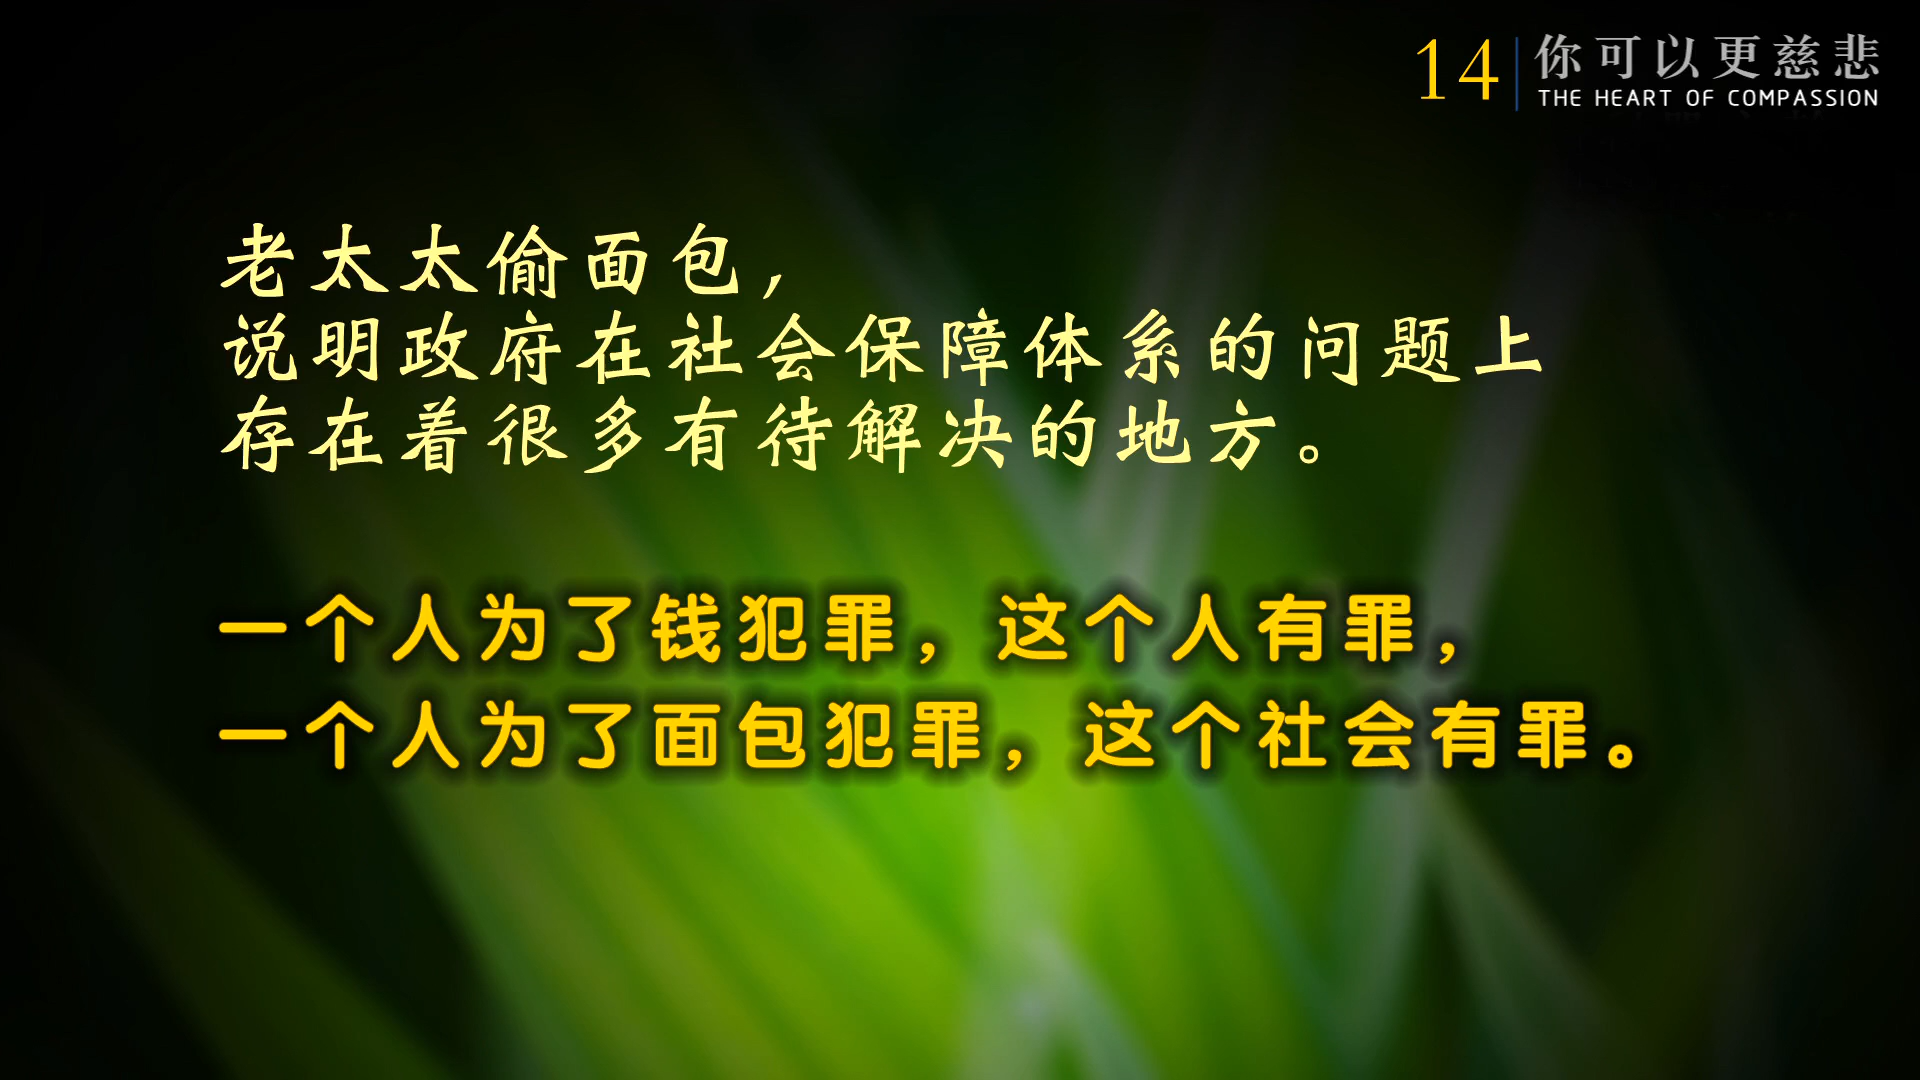 14 你可以更慈悲
THE HEART OF COMPASSION
老太太偷面包，
说明政府在社会保障体系的问题上
存在着很多有待解决的地方。
一个人为了钱犯罪，这个人有罪，
一个人为了面包犯罪，这个社会有罪。